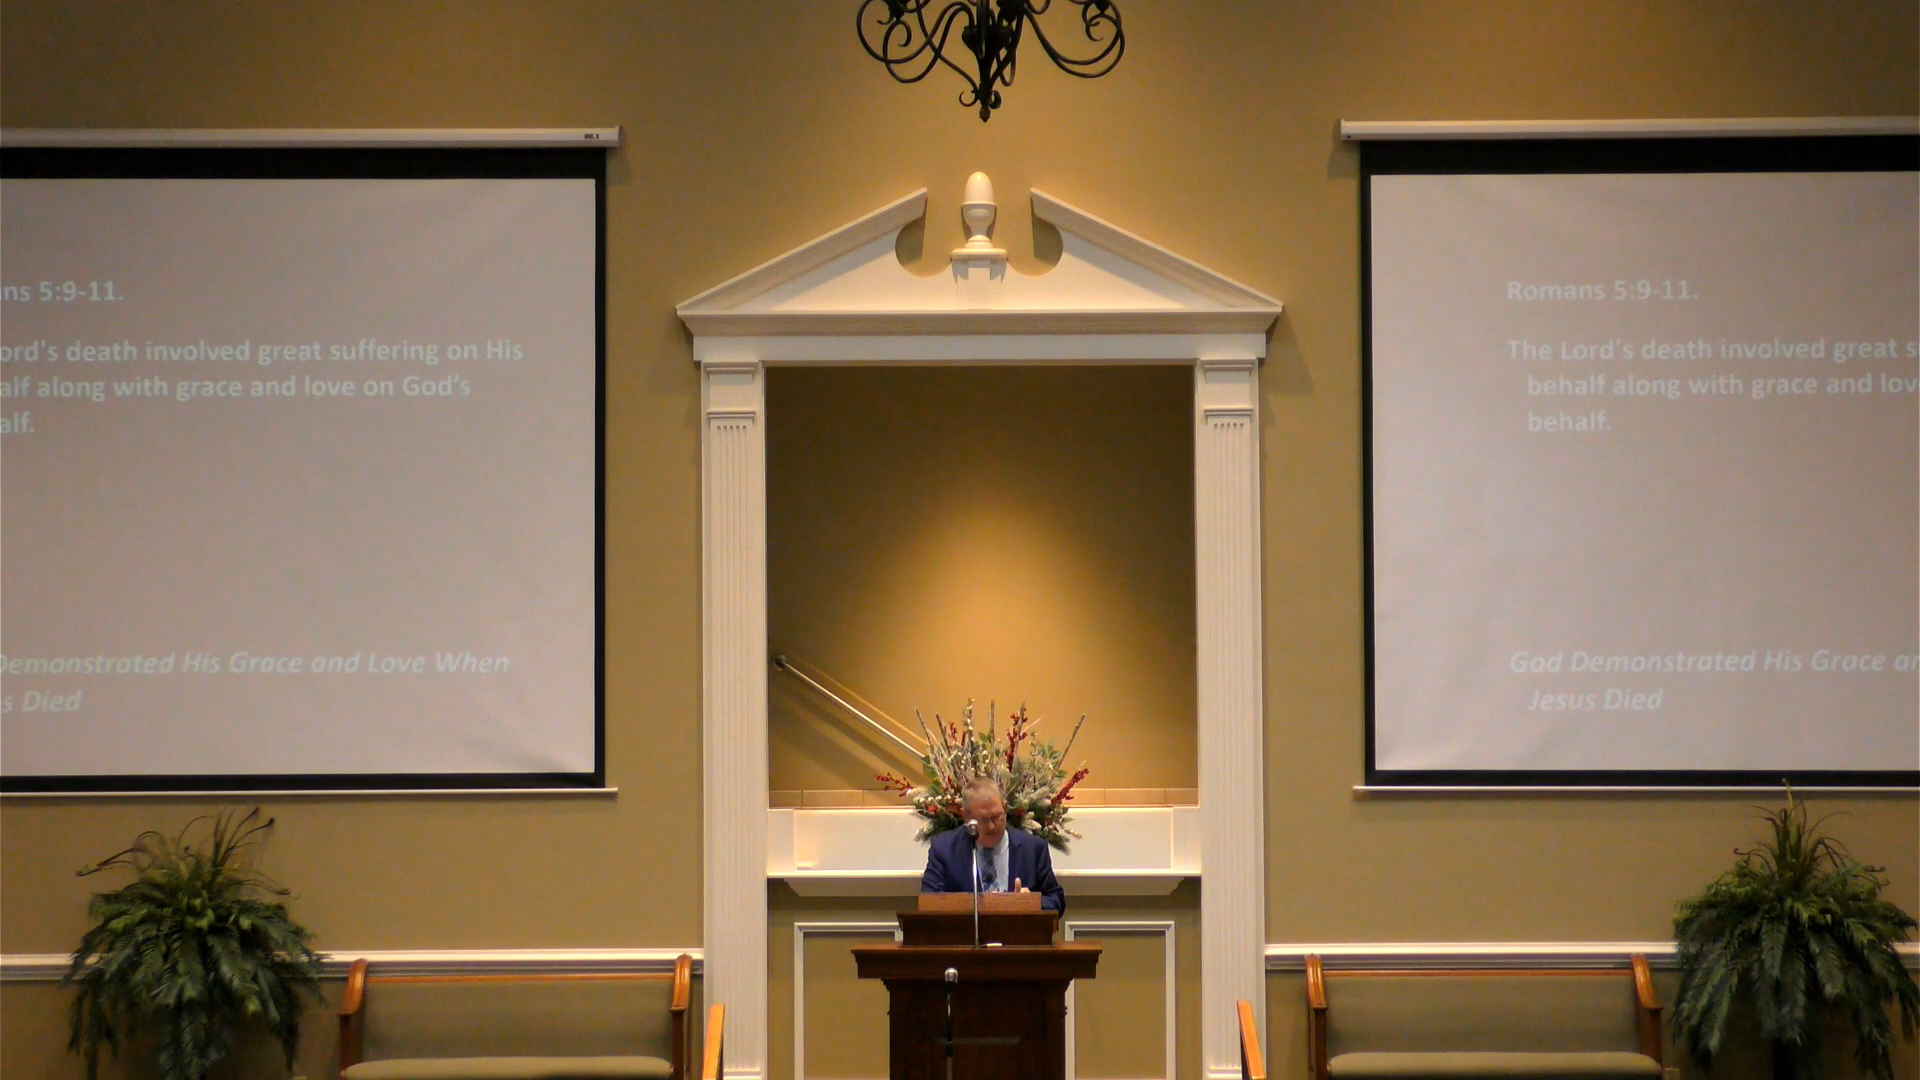 ns 5:9-11.
ord's death involved great suffering on His
alf along with grace and love on God's
alf.
Demonstrated His Grace and Love When
s Died
Romans 5:9-11.
The Lord's death involved great s
behalf along with grace and lov
behalf.
God Demonstrated His Grace an
Jesus Died